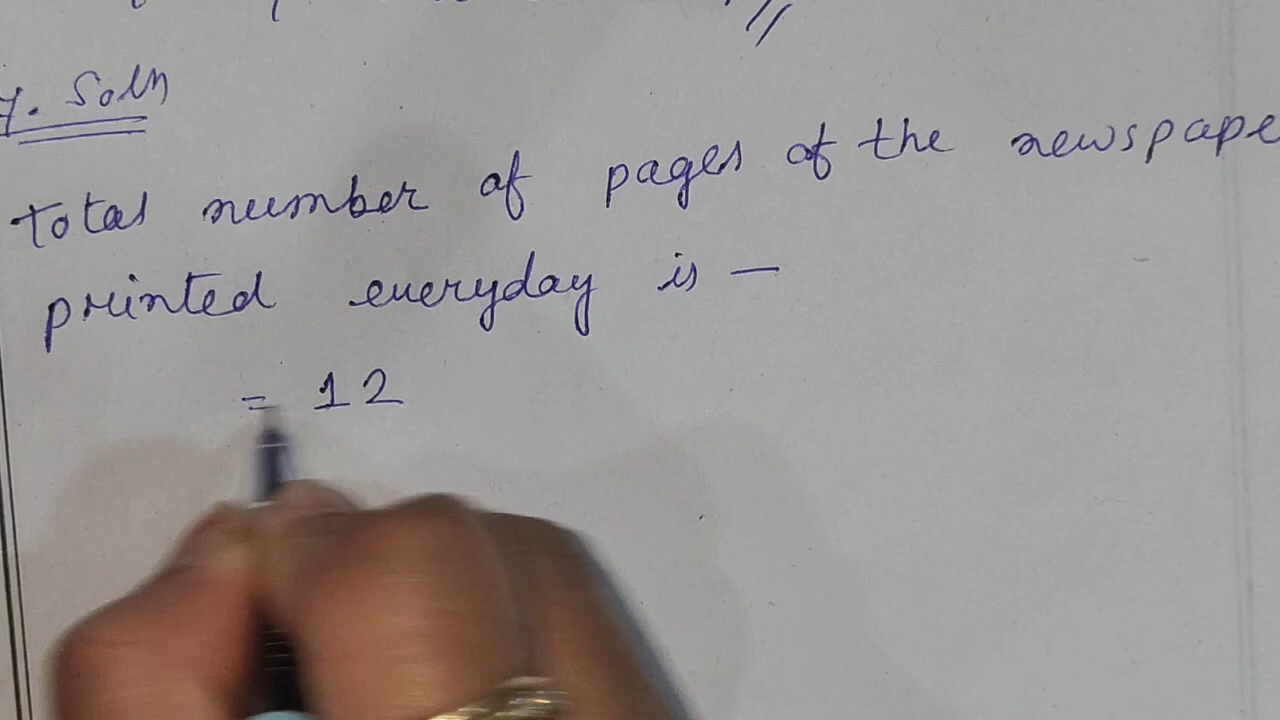 7. Soln
Total number of pages of the newspape
printed everyday is —
= 12